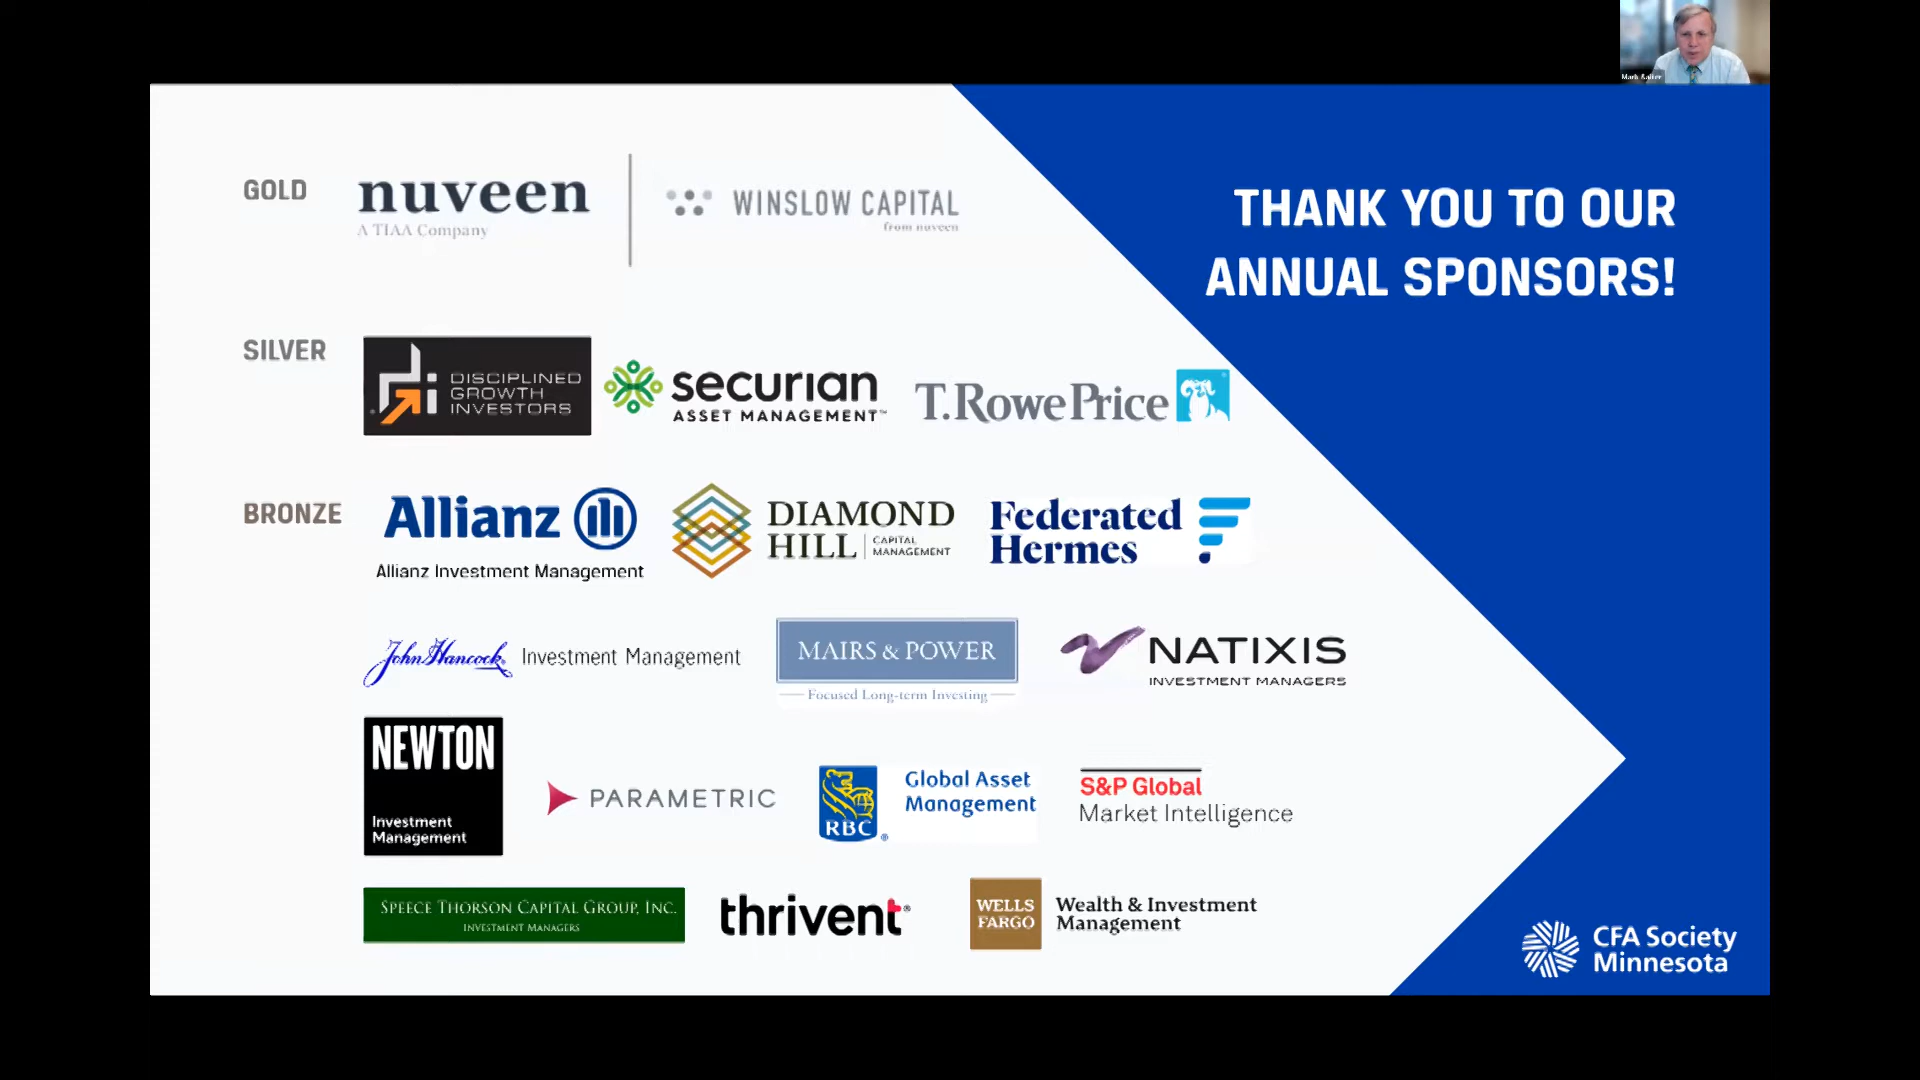 THANK YOU TO OUR
ANNUAL SPONSORS!
GOLD
nuveen
A TIAA Company
WINSLOW CAPITAL
from nuveen
SILVER
DISCIPLINED
GROWTH
INVESTORS
securian
ASSET MANAGEMENT™
T.RowePrice
BRONZE
Allianz
Allianz Investment Management
DIAMOND
HILL
CAPITAL
MANAGEMENT
Federated
Hermes
John Hancock® Investment Management
MAIRS & POWER
Focused Long-term Investing
NATIXIS
INVESTMENT MANAGERS
NEWTON
Investment
Management
PARAMETRIC
RBC®
Global Asset
Management
S&P Global
Market Intelligence
SPEECE THORSON CAPITAL GROUP, INC.
INVESTMENT MANAGERS
thrivent®
WELLS
FARGO
Wealth & Investment
Management
CFA Society
Minnesota